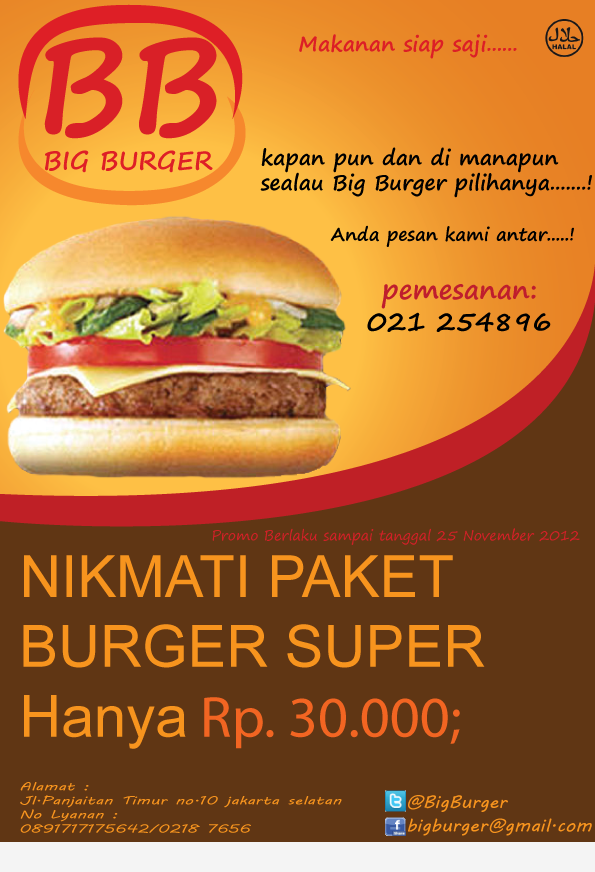 BB
BIG BURGER
Makanan siap saji......
حلال
HALAL
kapan pun dan di manapun
sealau Big Burger pilihanya.......!
Anda pesan kami antar.....!
pemesanan:
021 254896
Promo Berlaku sampai tanggal 25 November 2012
NIKMATI PAKET
BURGER SUPER
Hanya Rp. 30.000;
Alamat :
Jl.Panjaitan Timur no.10 jakarta selatan
No Lyanan :
0891717175642/0218 7656
@BigBurger
bigburger@gmail.com